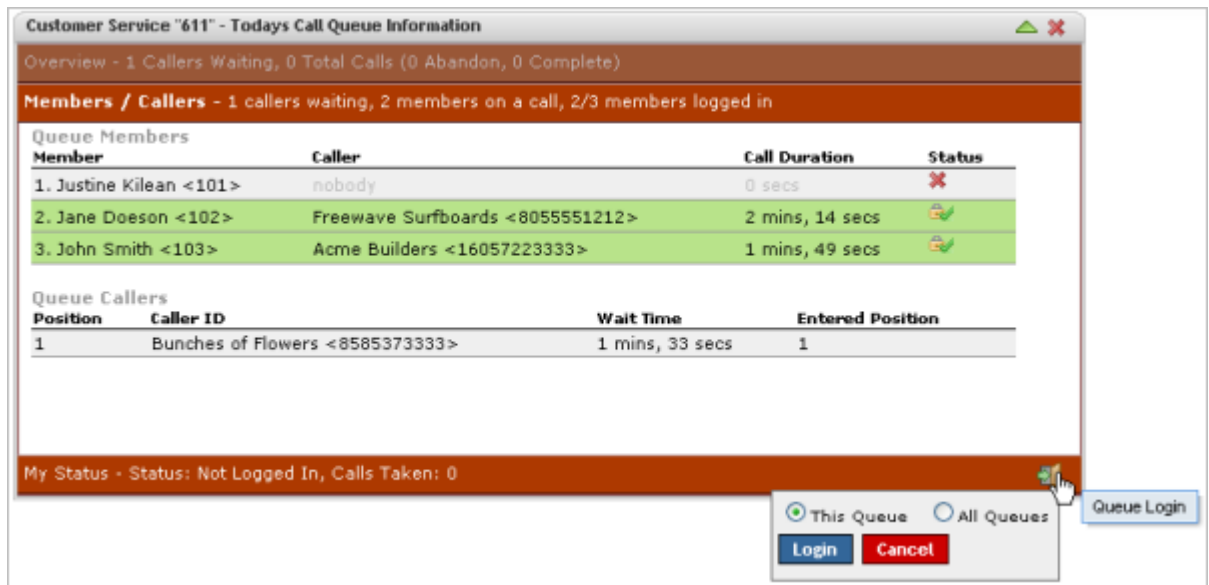 Customer Service "611" - Todays Call Queue Information
Overview - 1 Callers Waiting, 0 Total Calls (0 Abandon, 0 Complete)
Members / Callers - 1 callers waiting, 2 members on a call, 2/3 members logged in
Queue Members
Member Caller Call Duration Status
1. Justine Kilean <101> nobody 0 secs
2. Jane Doeson <102> Freewave Surfboards <8055551212> 2 mins, 14 secs
3. John Smith <103> Acme Builders <16057223333> 1 mins, 49 secs
Queue Callers
Position Caller ID Wait Time Entered Position
1 Bunches of Flowers <8585373333> 1 mins, 33 secs 1
My Status - Status: Not Logged In, Calls Taken: 0
Queue Login
This Queue All Queues
Login Cancel